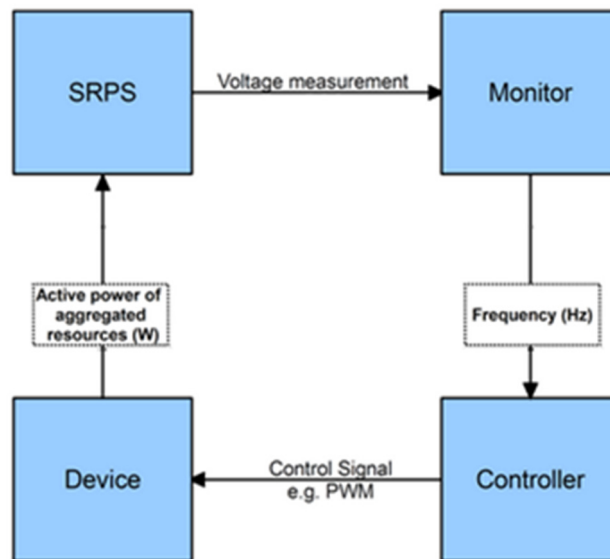 SRPS
Voltage measurement
Monitor
Active power of
aggregated
resources (W)
Frequency (Hz)
Device
Control Signal
e.g. PWM
Controller